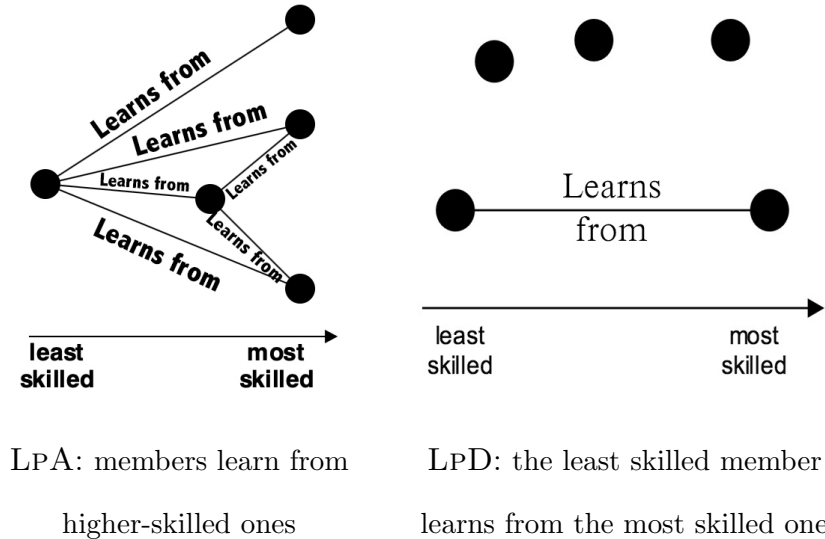 Learns from
Learns from
Learns from
Learns from
Learns from
Learns from
least
skilled
most
skilled
LPA: members learn from
higher-skilled ones
Learns
from
least
skilled
most
skilled
LPD: the least skilled member
learns from the most skilled one